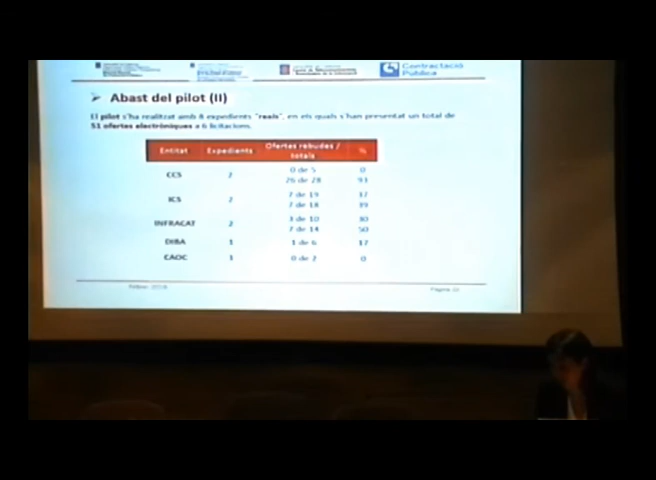 Contractació
Pública
➢ Abast del pilot (II)
El pilot s'ha realitzat amb 8 expedients "reals", en els quals s'han presentat un total de
51 ofertes electròniques a 6 licitacions.
Entitat Expedients Ofertes rebudes / totals %
CCS 2 0 de 5 0
26 de 28 93
ICS 2 7 de 19 37
7 de 18 39
INFRACAT 2 3 de 10 30
7 de 14 50
DIBA 1 1 de 6 17
CAOC 1 0 de 2 0